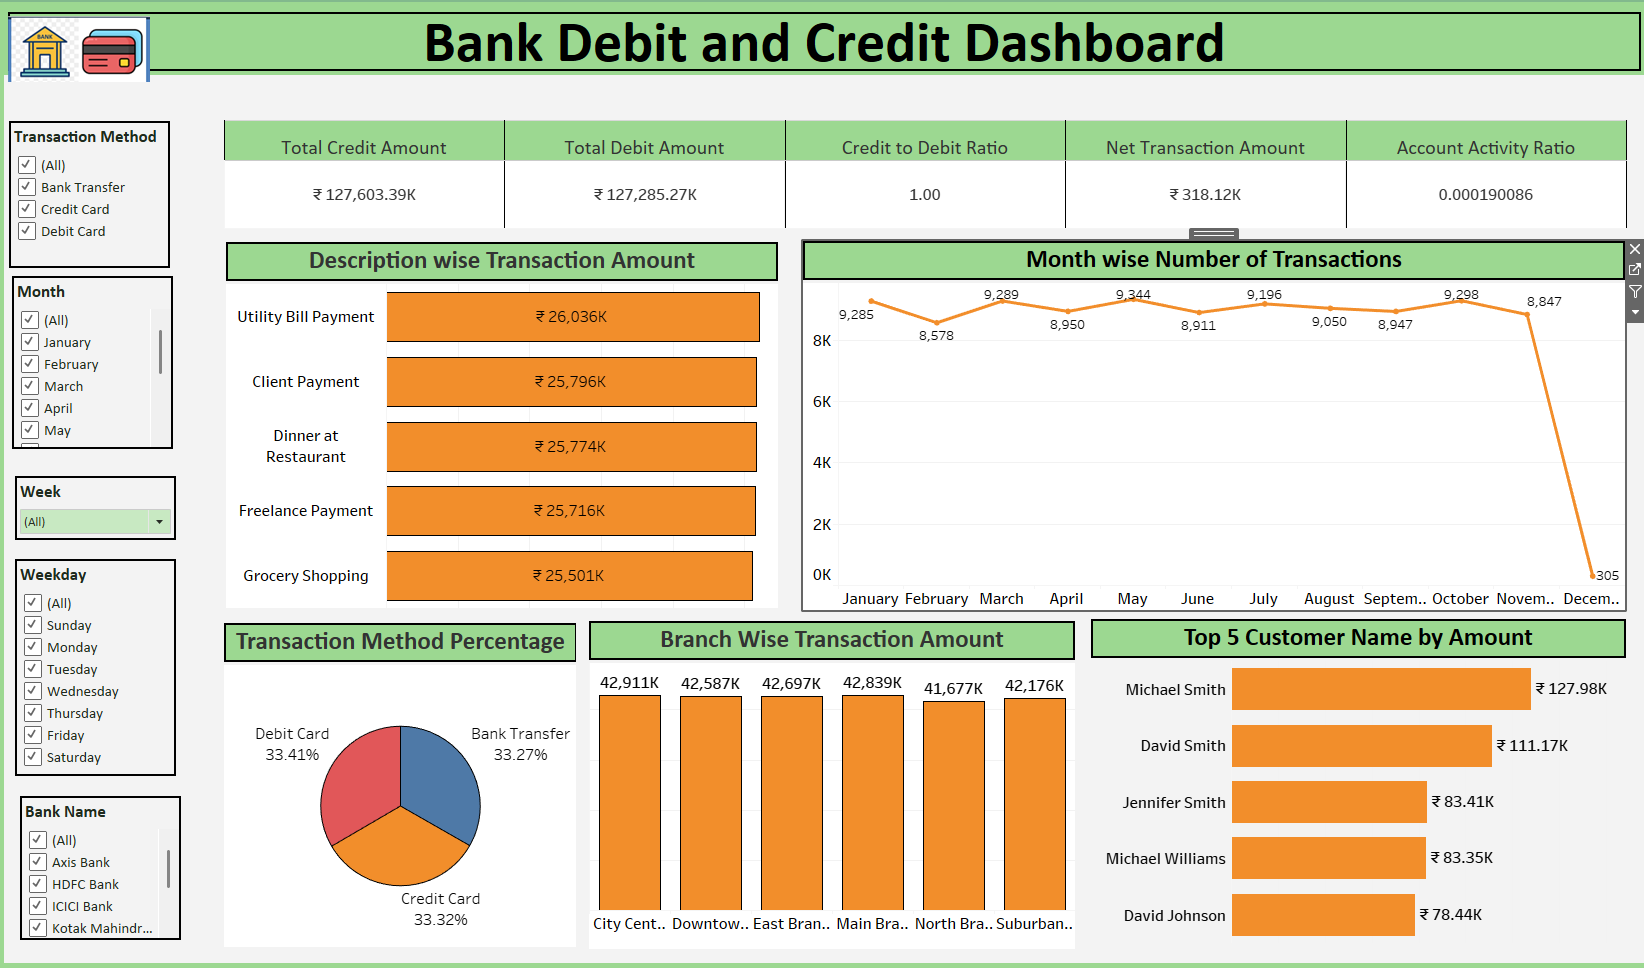 BANK
Bank Debit and Credit Dashboard
Transaction Method
(All)
Bank Transfer
Credit Card
Debit Card
Month
(All)
January
February
March
April
May
Week
(All)
Weekday
(All)
Sunday
Monday
Tuesday
Wednesday
Thursday
Friday
Saturday
Bank Name
(All)
Axis Bank
HDFC Bank
ICICI Bank
Kotak Mahindr...
Total Credit Amount
₹ 127,603.39K
Total Debit Amount
₹ 127,285.27K
Credit to Debit Ratio
1.00
Net Transaction Amount
₹ 318.12K
Account Activity Ratio
0.000190086
Description wise Transaction Amount
Utility Bill Payment ₹ 26,036K
Client Payment ₹ 25,796K
Dinner at
Restaurant
₹ 25,774K
Freelance Payment ₹ 25,716K
Grocery Shopping ₹ 25,501K
Month wise Number of Transactions
9,285
8,578
9,289
8,950
9,344
8,911
9,196
9,050
8,947
9,298
8,847
305
8K
6K
4K
2K
0K
January February March April May June July August Septem.. October Novem.. Decem..
Transaction Method Percentage
Debit Card
33.41%
Bank Transfer
33.27%
Credit Card
33.32%
Branch Wise Transaction Amount
42,911K 42,587K 42,697K 42,839K 41,677K 42,176K
City Cent.. Downtow.. East Bran.. Main Bra.. North Bra.. Suburban..
Top 5 Customer Name by Amount
Michael Smith ₹ 127.98K
David Smith ₹ 111.17K
Jennifer Smith ₹ 83.41K
Michael Williams ₹ 83.35K
David Johnson ₹ 78.44K